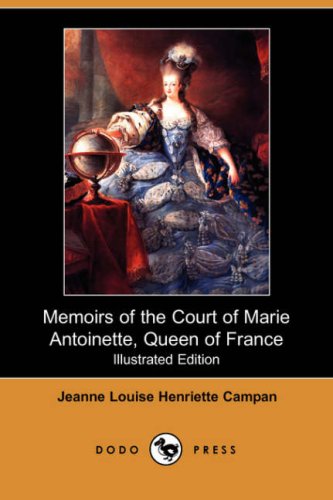 Memoirs of the Court of Marie
Antoinette, Queen of France
Illustrated Edition
Jeanne Louise Henriette Campan
DODO PRESS